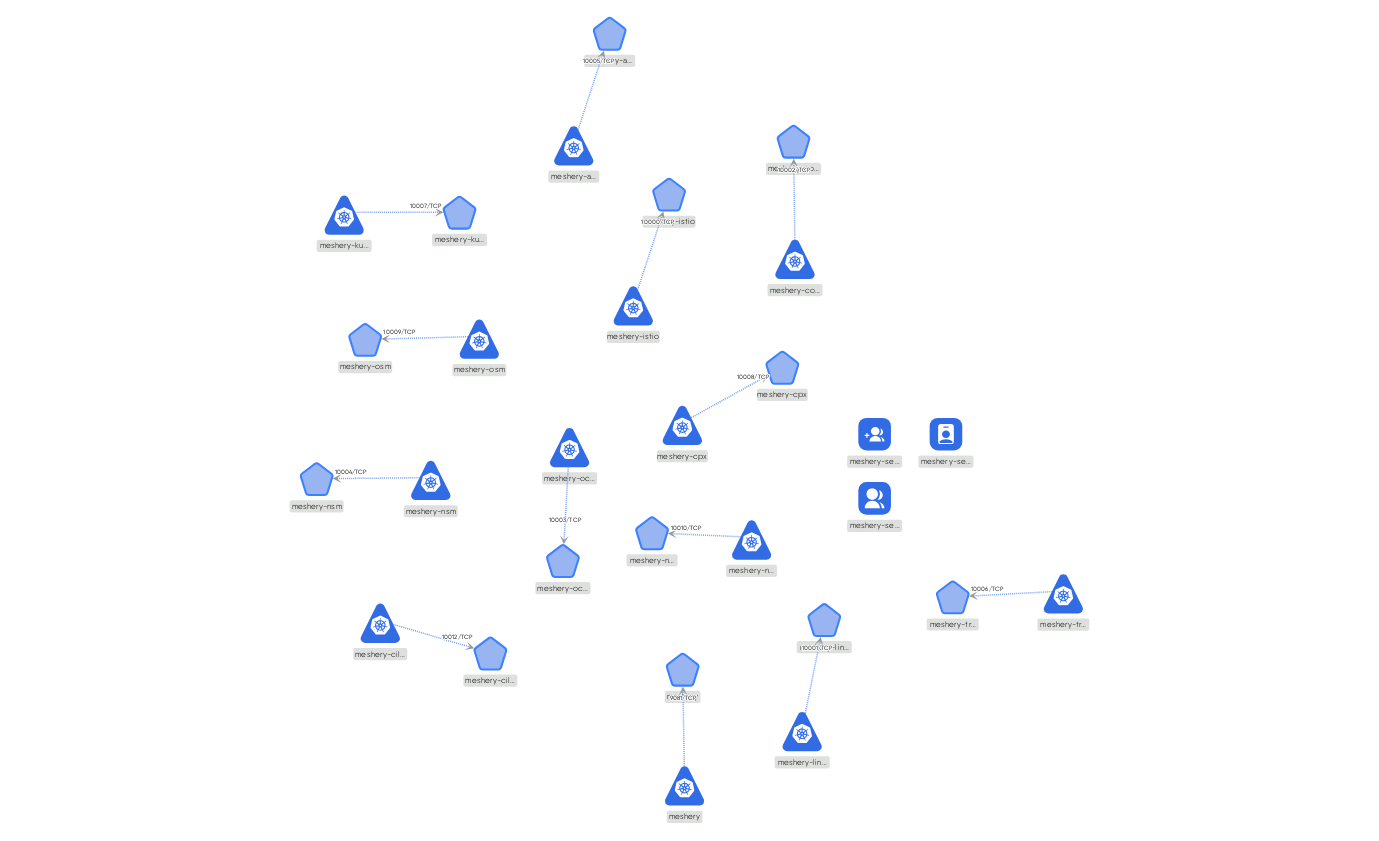 10005/TCP
y-a...
meshery-a...
10002/TCP
10007/TCP
meshery-ku...
meshery-ku...
10000/TCP
-istio
meshery-co...
10009/TCP
meshery-istio
meshery-osm
meshery-osm
10008/TCP
meshery-cpx
meshery-cpx
meshery-se...
meshery-se...
10004/TCP
meshery-oc...
meshery-nsm
meshery-nsm
10003/TCP
meshery-se...
10010/TCP
meshery-n...
meshery-n...
meshery-oc...
10006/TCP
meshery-tr...
meshery-tr...
10012/TCP
meshery-cil...
meshery-cil...
10001/TCP
lin...
9081/TCP
meshery-lin...
meshery